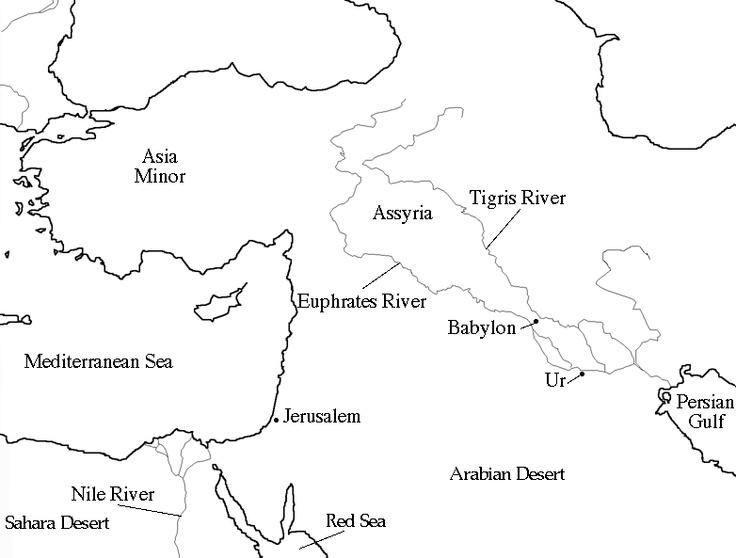 Asia
Minor
Tigris River
Assyria
Euphrates River
Babylon
Mediterranean Sea
Ur
Persian
Gulf
Jerusalem
Arabian Desert
Nile River
Sahara Desert
Red Sea